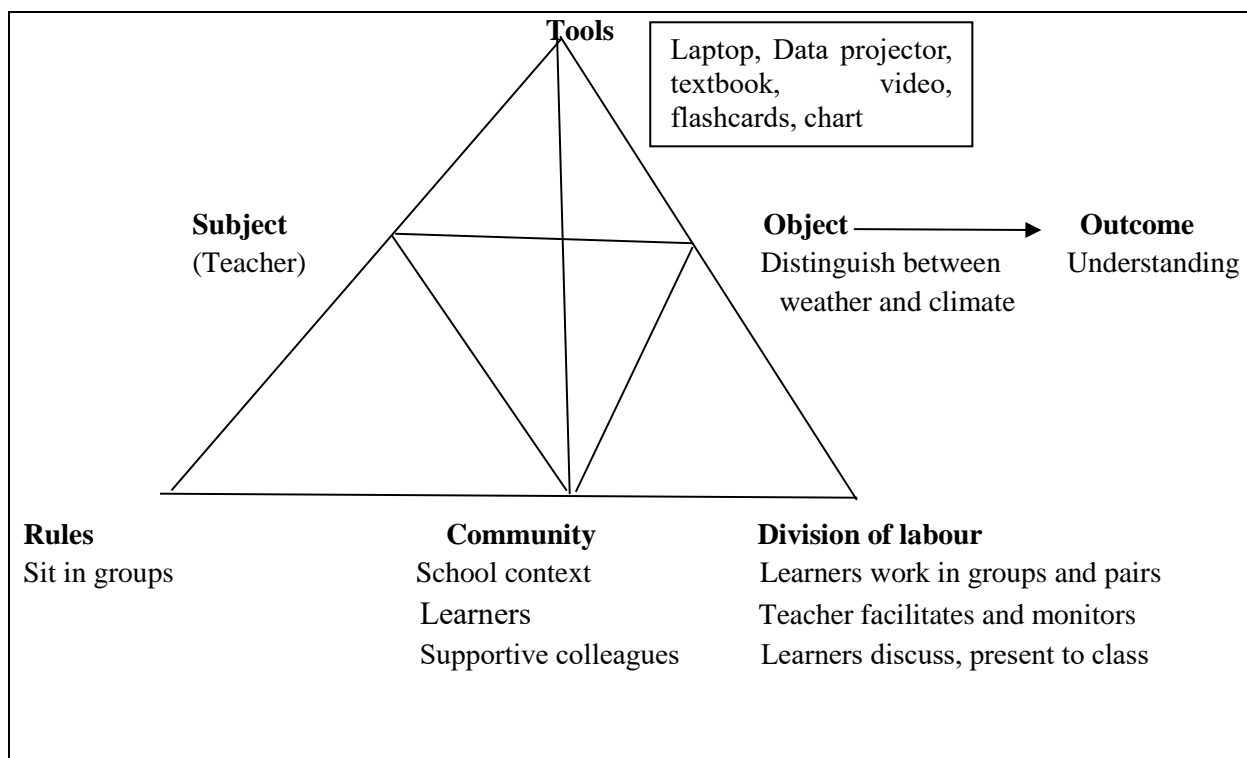 Tools
Laptop, Data projector,
textbook, video,
flashcards, chart
Subject
(Teacher)
Object
Distinguish between
weather and climate
Outcome
Understanding
Rules
Sit in groups
Community
School context
Learners
Supportive colleagues
Division of labour
Learners work in groups and pairs
Teacher facilitates and monitors
Learners discuss, present to class